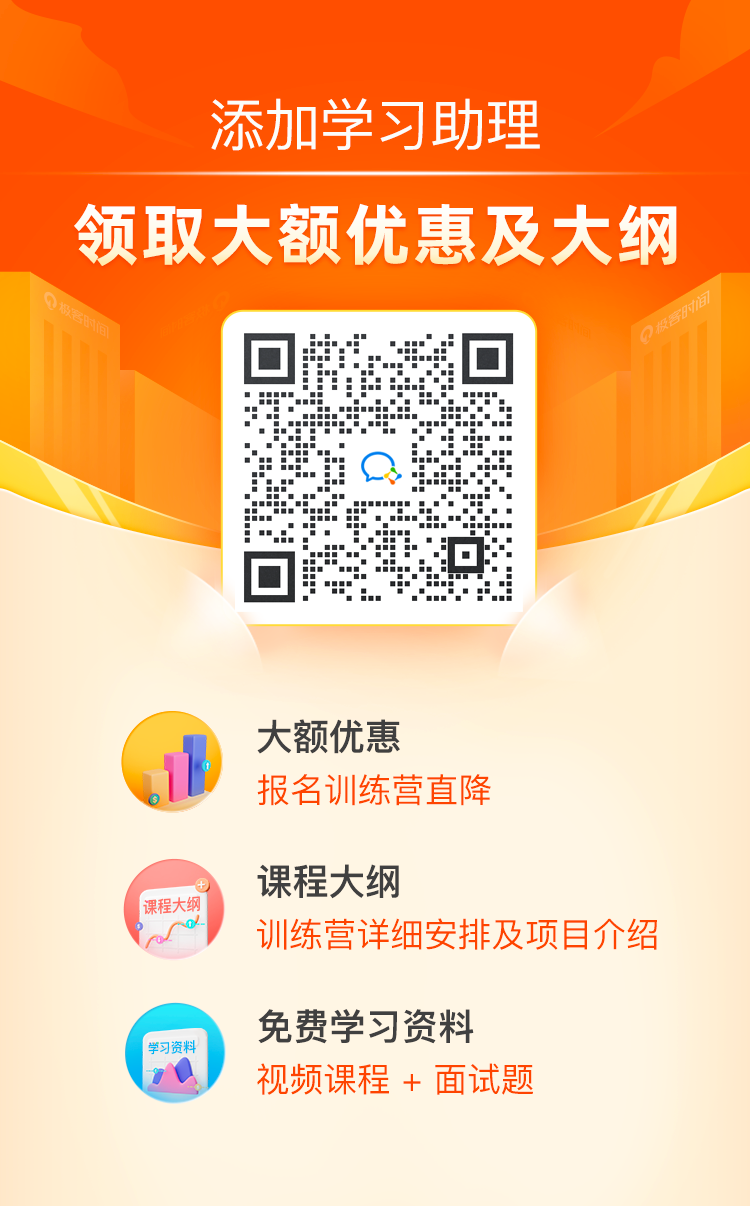 添加学习助理
领取大额优惠及大纲
极客时间
极客时间
大额优惠
报名训练营直降
课程大纲
课程大纲
训练营详细安排及项目介绍
学习资料
免费学习资料
视频课程 + 面试题